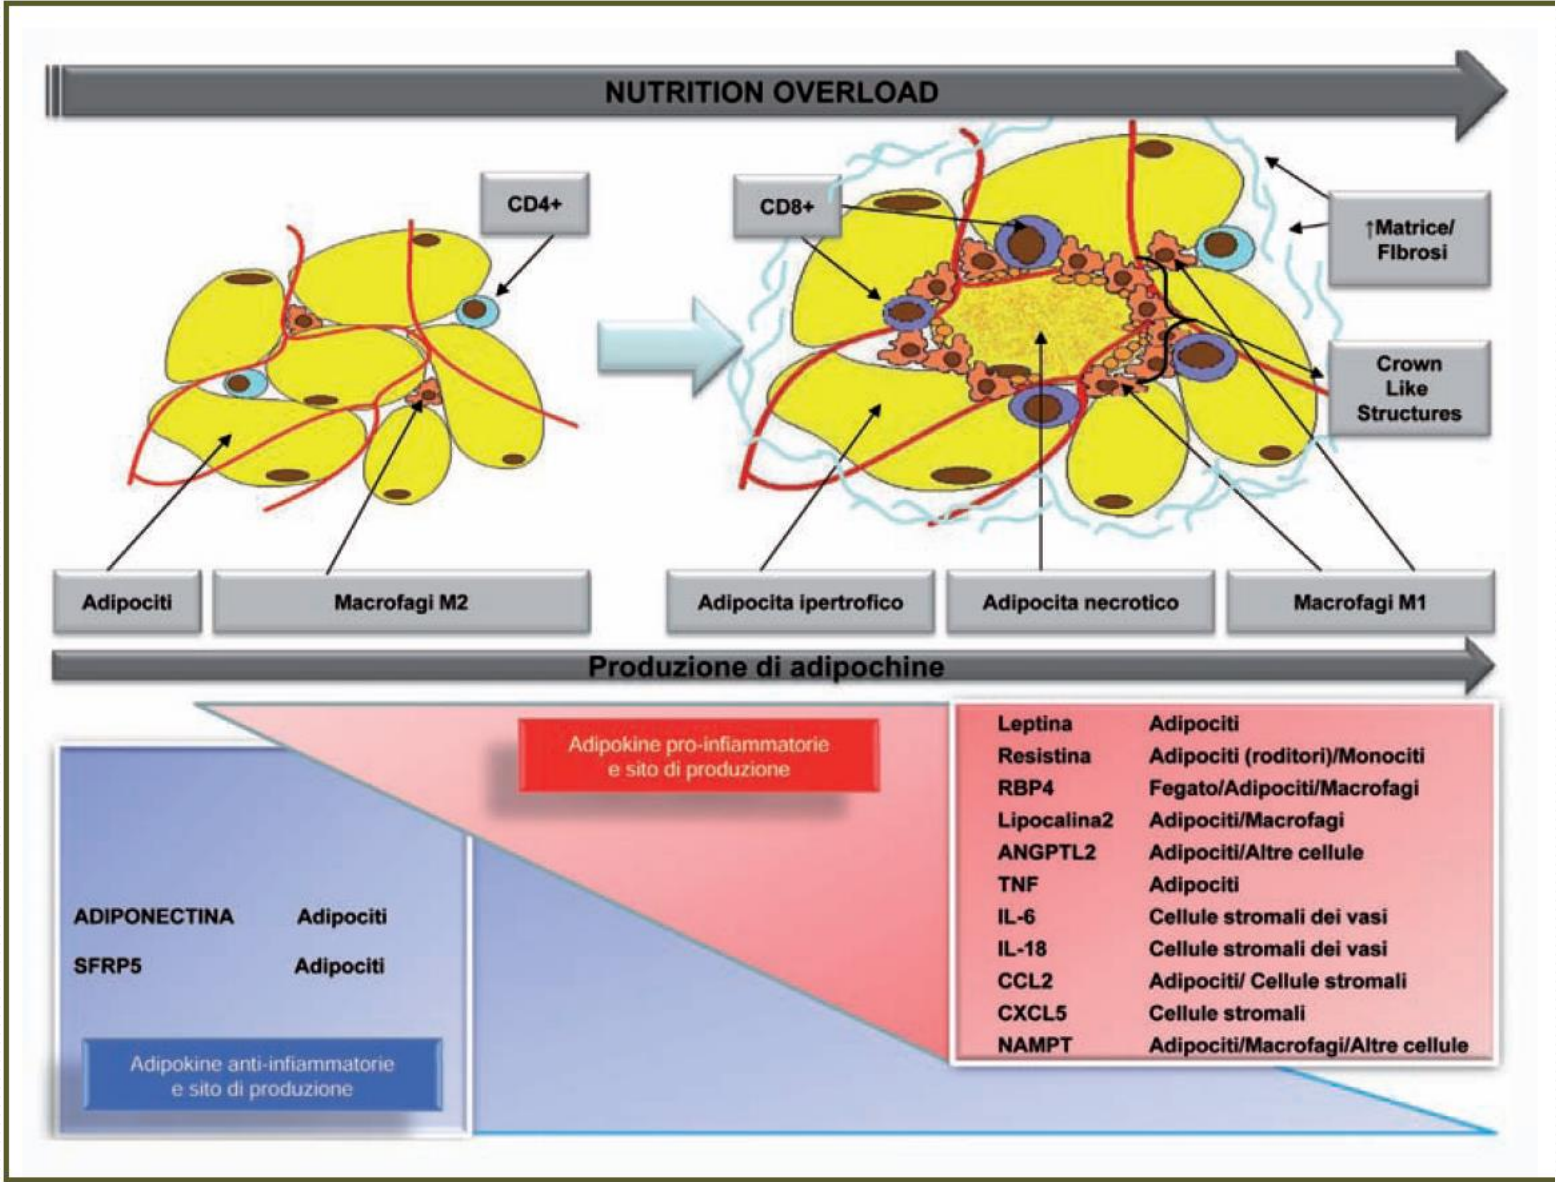 NUTRITION OVERLOAD
CD4+
CD8+
↑Matrice/
FIbrosi
Crown
Like
Structures
Adipociti
Macrofagi M2
Adipocita ipertrofico
Adipocita necrotico
Macrofagi M1
Produzione di adipochine
Adipokine pro-infiammatorie
e sito di produzione
Leptina Adipociti
Resistina Adipociti (roditori)/Monociti
RBP4 Fegato/Adipociti/Macrofagi
Lipocalina2 Adipociti/Macrofagi
ANGPTL2 Adipociti/Altre cellule
TNF Adipociti
IL-6 Cellule stromali dei vasi
IL-18 Cellule stromali dei vasi
CCL2 Adipociti/ Cellule stromali
CXCL5 Cellule stromali
NAMPT Adipociti/Macrofagi/Altre cellule
ADIPONECTINA Adipociti
SFRP5 Adipociti
Adipokine anti-infiammatorie
e sito di produzione